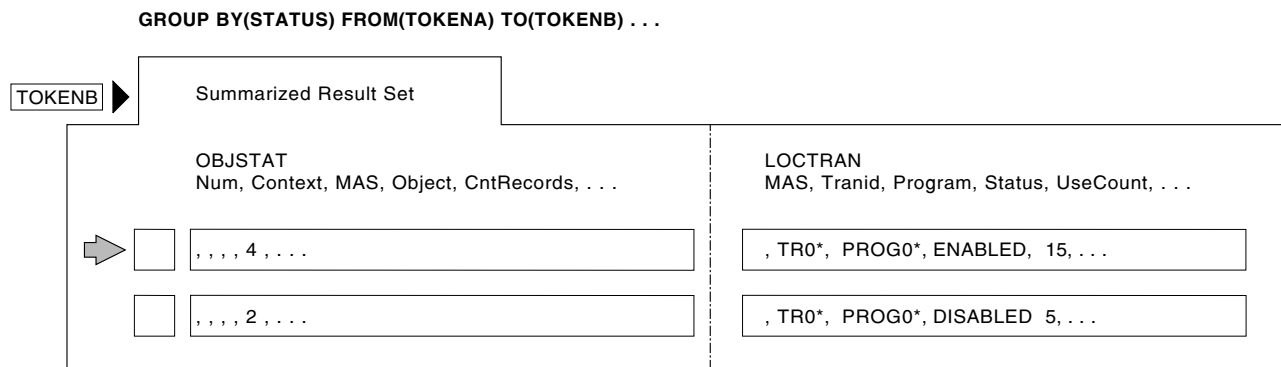 GROUP BY(STATUS) FROM(TOKENA) TO(TOKENB) . . .
TOKENB
Summarized Result Set
OBJSTAT
Num, Context, MAS, Object, CntRecords, . . .
LOCTRAN
MAS, Tranid, Program, Status, UseCount, . . .
, , , , 4 , . . .
, TR0*, PROG0*, ENABLED, 15, . . .
, , , , 2 , . . .
, TR0*, PROG0*, DISABLED 5, . . .